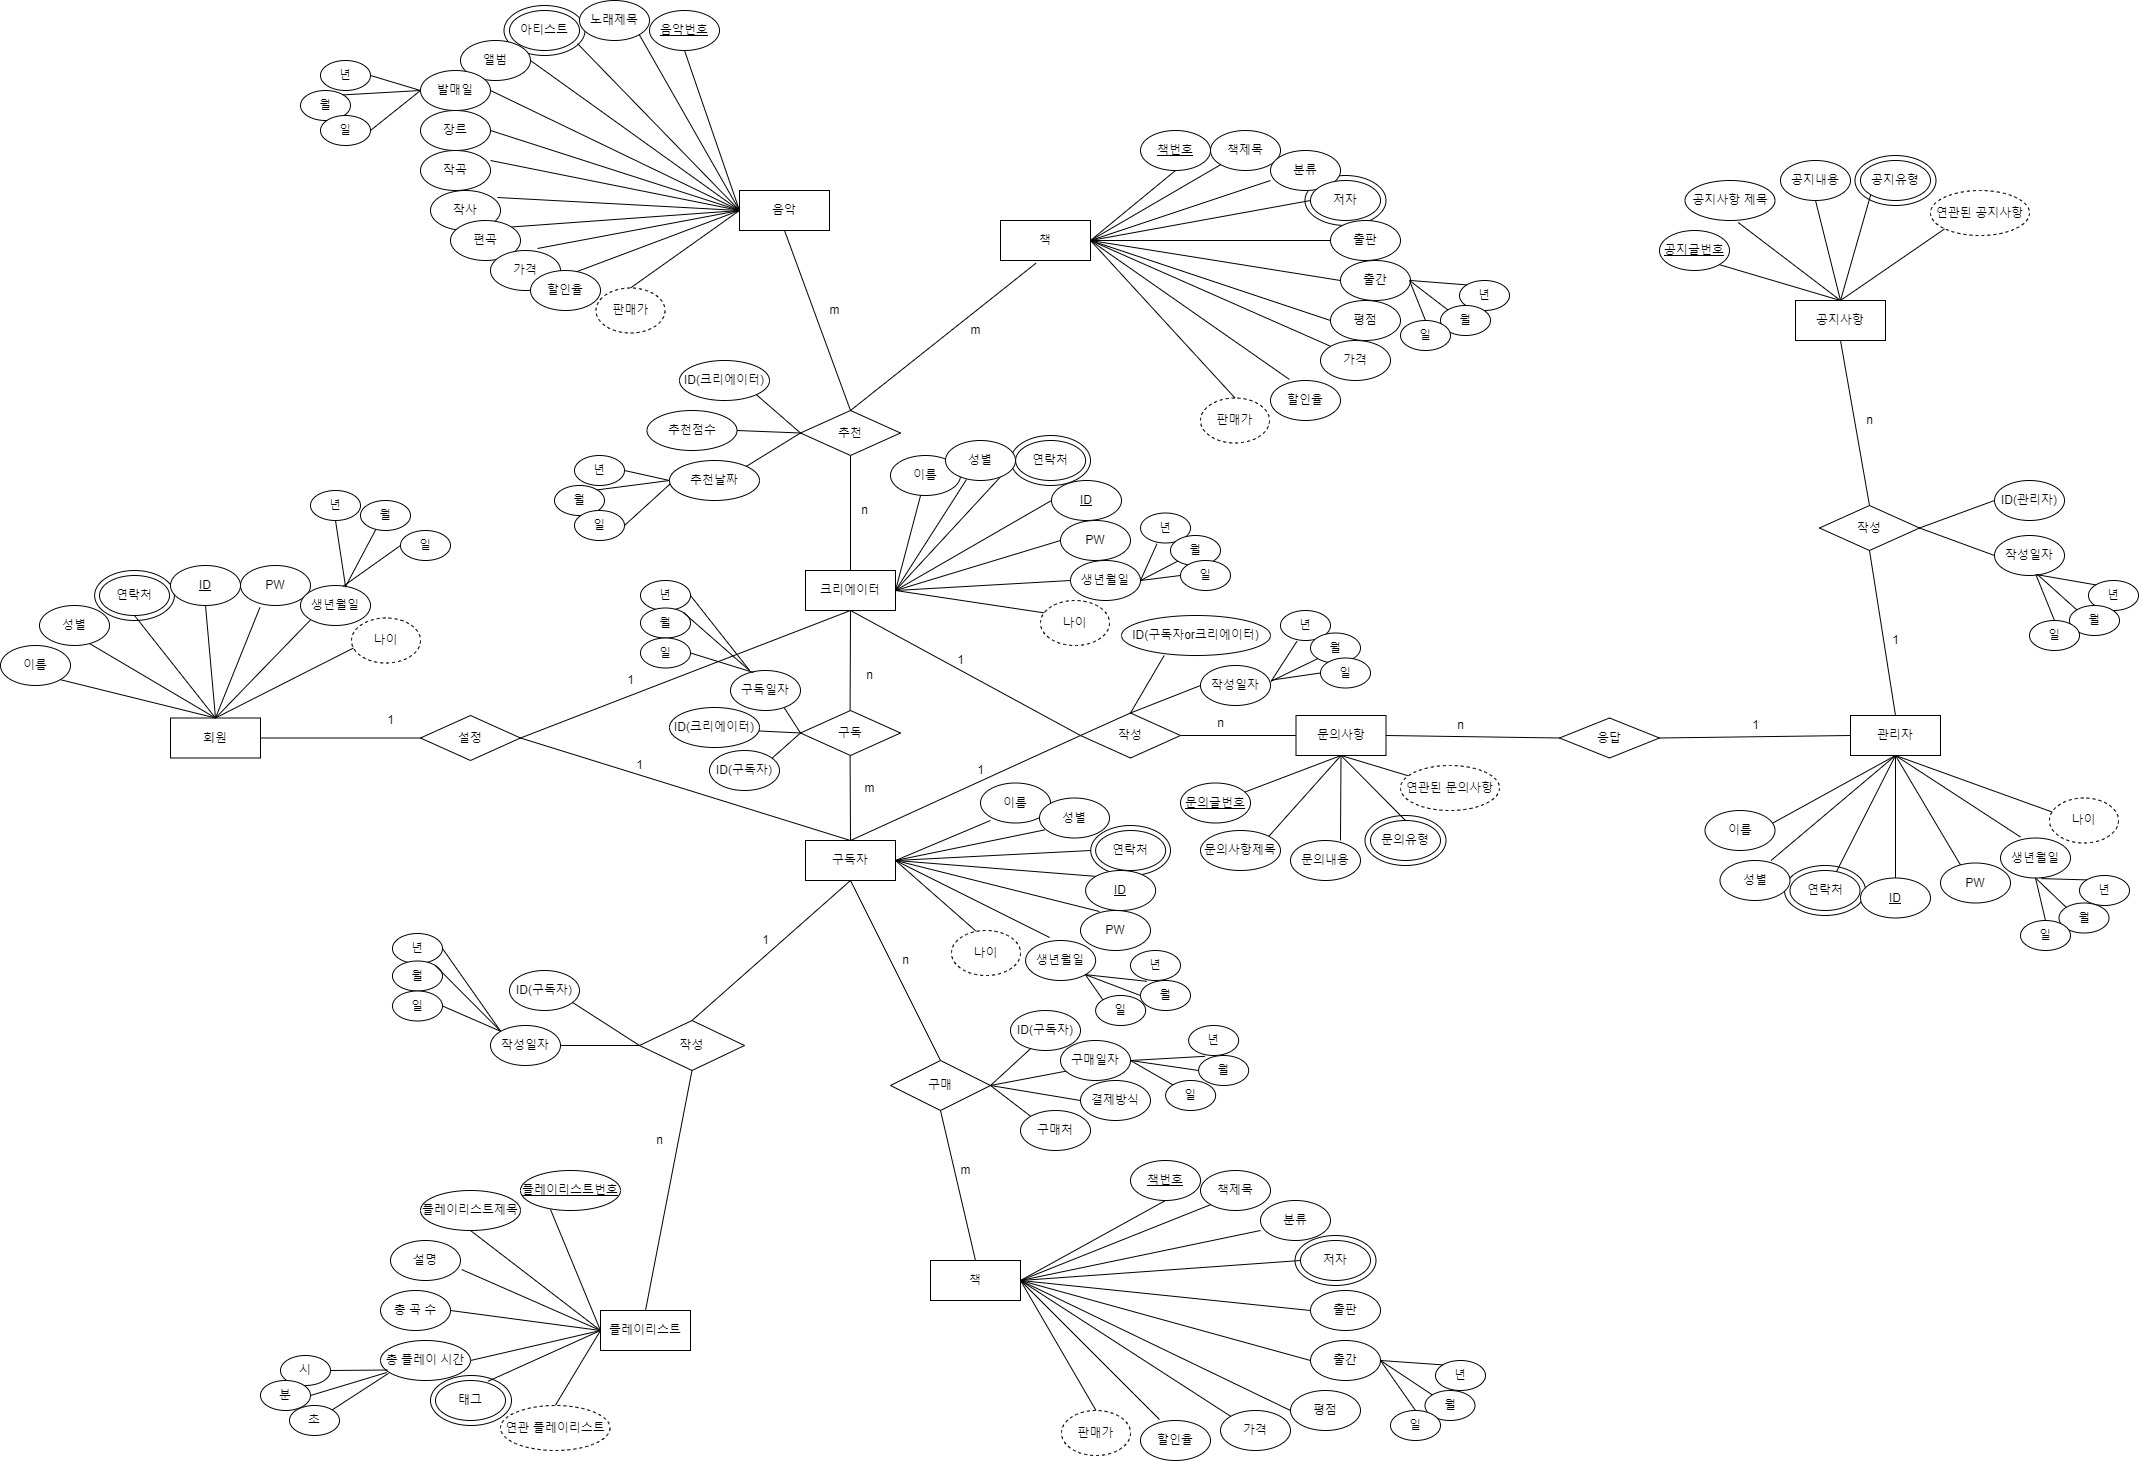 노래제목
아티스트
음악번호
앨범
년
발매일
월
일
장르
작곡
작사
음악
편곡
가격
할인율
판매가
m
책번호
책제목
분류
저자
책
출판
출간
년
월
일
평점
가격
할인율
판매가
m
공지사항 제목
공지내용
공지유형
연관된 공지사항
공지글번호
공지사항
n
ID(크리에이터)
추천점수
추천
추천날짜
년
월
일
n
이름
성별
연락처
ID
PW
생년월일
년
월
일
크리에이터
나이
작성
ID(관리자)
작성일자
년
월
일
1
년
월
일
연락처
ID
PW
생년월일
성별
나이
이름
회원
1
설정
1
1
년
월
일
구독일자
ID(크리에이터)
ID(구독자)
n
구독
m
1
ID(구독자or크리에이터)
작성일자
년
월
일
작성
1
n
문의사항
n
응답
1
관리자
문의글번호
문의사항제목
문의내용
문의유형
연관된 문의사항
이름
성별
연락처
ID
PW
생년월일
년
월
일
나이
이름
성별
연락처
구독자
ID
PW
나이
생년월일
년
월
일
1
n
년
월
일
ID(구독자)
작성일자
작성
n
ID(구독자)
구매일자
년
월
일
구매
결제방식
구매처
m
플레이리스트번호
플레이리스트제목
설명
총 곡 수
플레이리스트
총 플레이 시간
시
분
초
태그
연관 플레이리스트
책번호
책제목
분류
저자
책
출판
출간
년
월
일
평점
가격
할인율
판매가